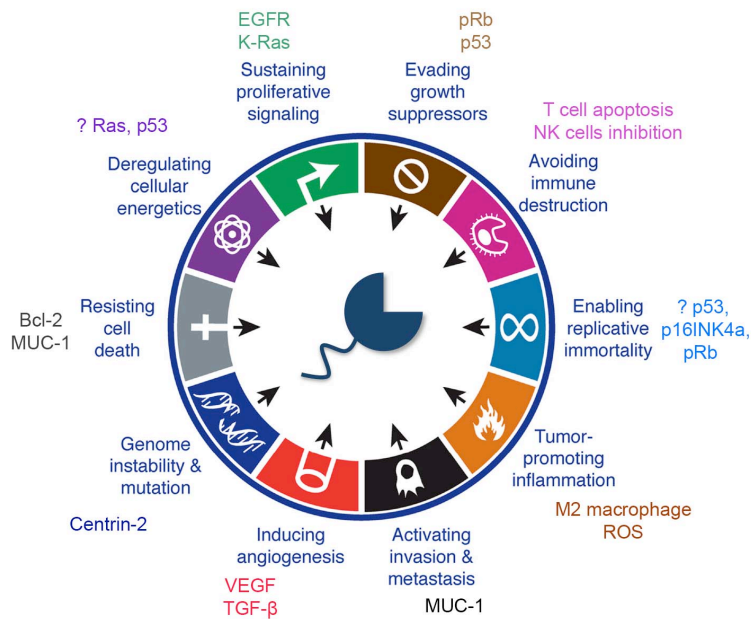 EGFR
K-Ras
Sustaining
proliferative
signaling
pRb
p53
Evading
growth
suppressors
T cell apoptosis
NK cells inhibition
Avoiding
immune
destruction
? Ras, p53
Deregulating
cellular
energetics
Bcl-2
MUC-1
Resisting
cell
death
Enabling
replicative
immortality
? p53,
p16INK4a,
pRb
Genome
instability &
mutation
Centrin-2
Inducing
angiogenesis
VEGF
TGF-β
Activating
invasion &
metastasis
MUC-1
Tumor-
promoting
inflammation
M2 macrophage
ROS